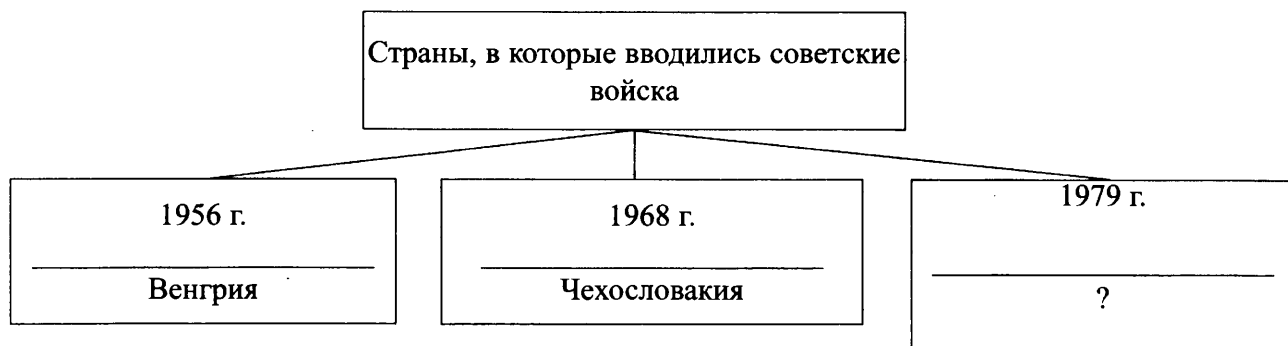 Страны, в которые вводились советские
войска
1956 г.
Венгрия
1968 г.
Чехословакия
1979 г.
?